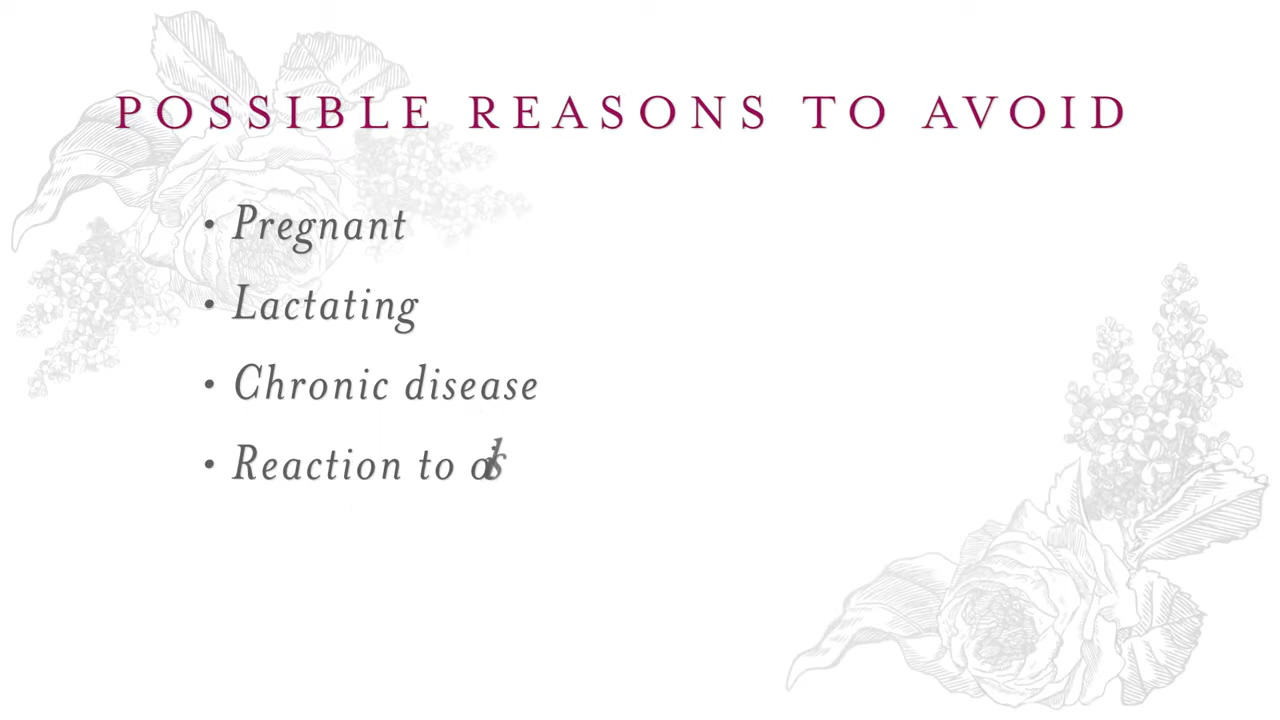 POSSIBLE REASONS TO AVOID
• Pregnant
• Lactating
• Chronic disease
• Reaction to